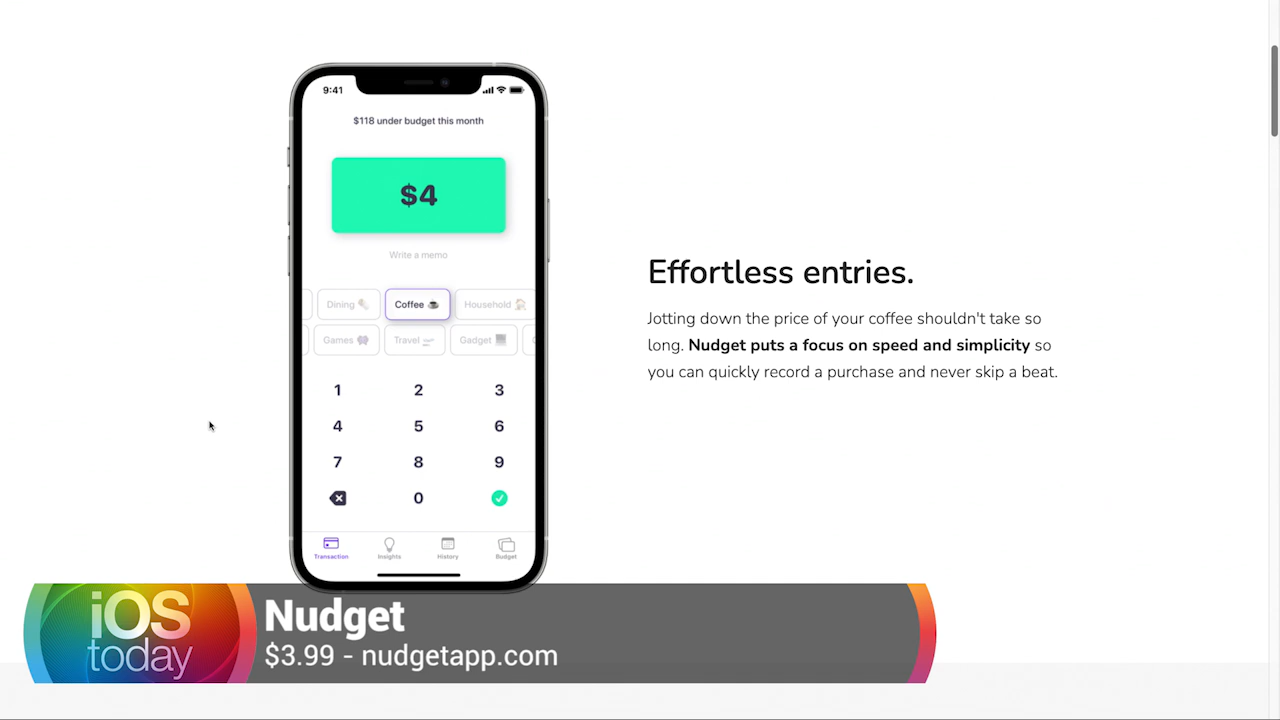 9:41
$118 under budget this month
$4
Write a memo
Dining
Coffee
Household
Games
Travel
Gadget
1 2 3
4 5 6
7 8 9
0
Transaction
Insights
History
Budget
Effortless entries.
Jotting down the price of your coffee shouldn't take so
long. Nudget puts a focus on speed and simplicity so
you can quickly record a purchase and never skip a beat.
iOS
today
Nudget
$3.99 - nudgetapp.com